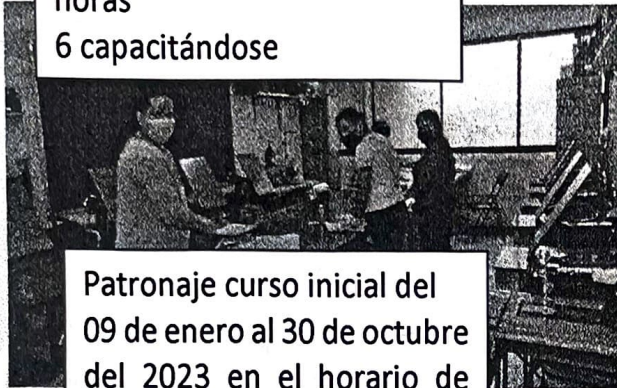 horas
6 capacitándose
Patronaje curso inicial del
09 de enero al 30 de octubre
del 2023 en el horario de